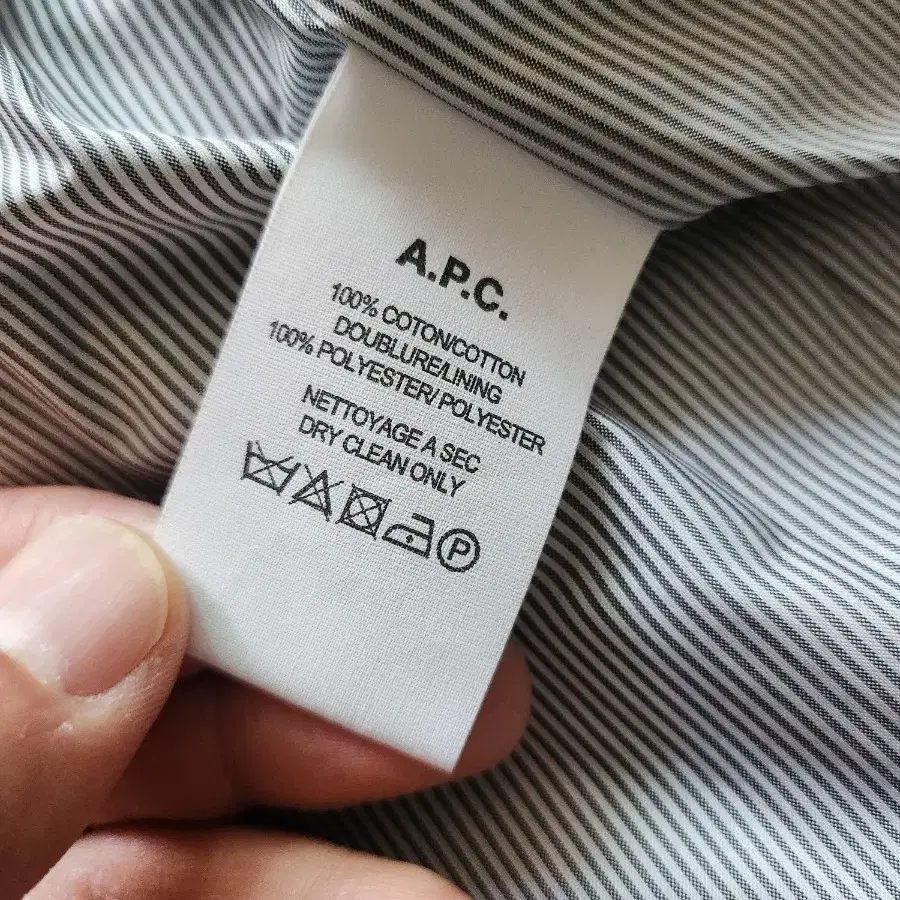 A.P.C.
100% COTON/COTTON
DOUBLURE/LINING
100% POLYESTER/POLYESTER
NETTOYAGE A SEC
DRY CLEAN ONLY
P